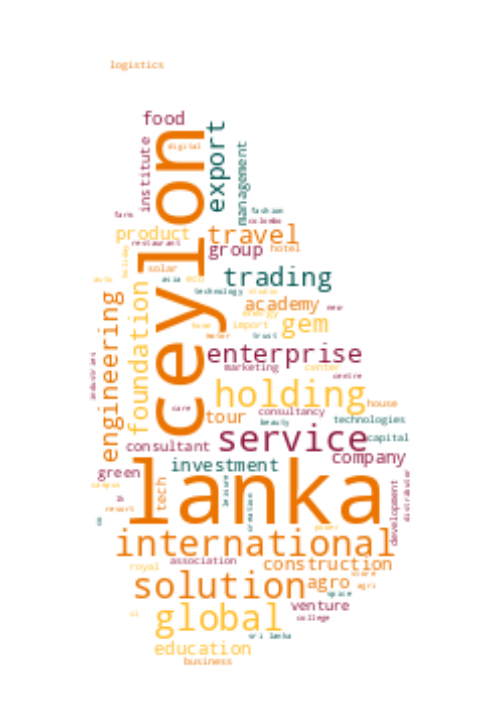 logistics
food
digital
ceylon
export
institute
management
farm
fashion
colombo
product
travel
restaurant
group
hotel
holiday
solar
asia
eco
trading
auto
technology
studio
academy
new
energy
gem
engineering
foundation
home
import
motor
trust
enterprise
marketing
center
centre
industries
holding
care
tour
consultancy
house
beauty
technologies
service
capital
consultant
company
investment
green
lanka
tech
campus
leisure
creation
development
distributor
lk
resort
power
international
royal
association
construction
store
solution
agro
agri
spice
venture
global
college
sri lanka
education
business